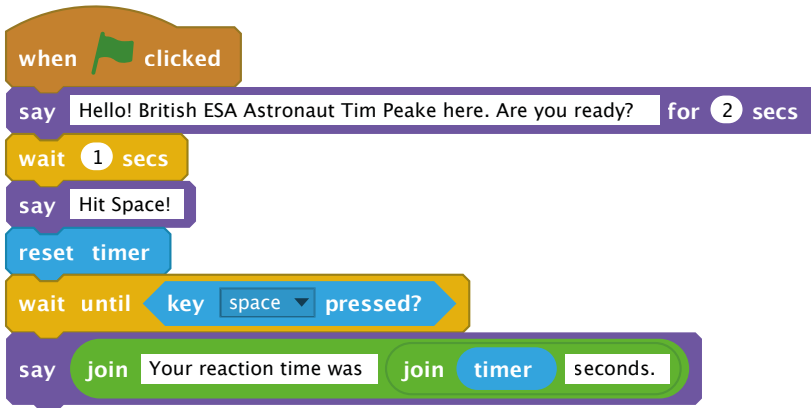 when clicked
say Hello! British ESA Astronaut Tim Peake here. Are you ready? for 2 secs
wait 1 secs
say Hit Space!
reset timer
wait until key space pressed?
say join Your reaction time was join timer seconds.